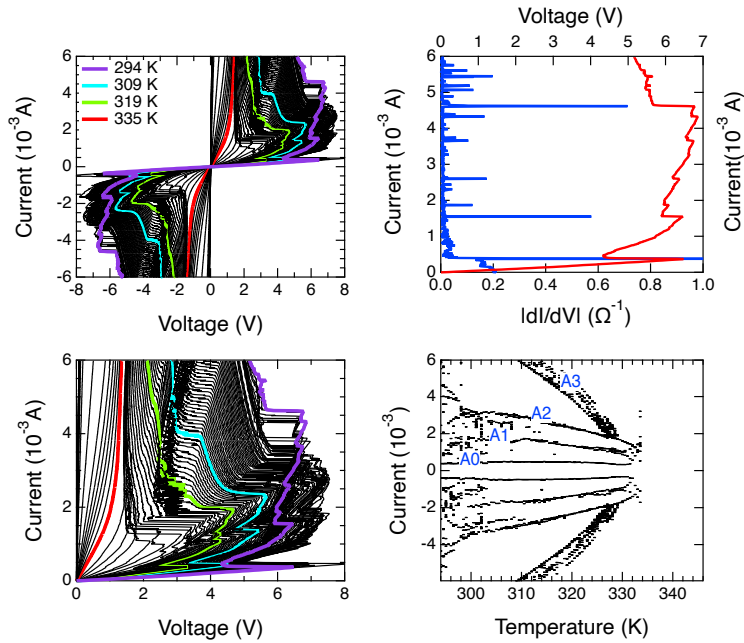 Voltage (V)
0 1 2 3 4 5 6 7
6
4
2
0
-2
-4
-6
Current (10⁻³ A)
294 K
309 K
319 K
335 K
-8 -6 -4 -2 0 2 4 6 8
Voltage (V)
6
5
4
3
2
1
0
Current (10⁻³ A)
Current(10⁻³ A)
0.0 0.2 0.4 0.6 0.8 1.0
|dI/dV| (Ω⁻¹)
6
4
2
0
Current (10⁻³A)
0 2 4 6 8
Voltage (V)
6
4
2
0
-2
-4
Current (10⁻³)
A3
A2
A1
A0
300 310 320 330 340
Temperature (K)